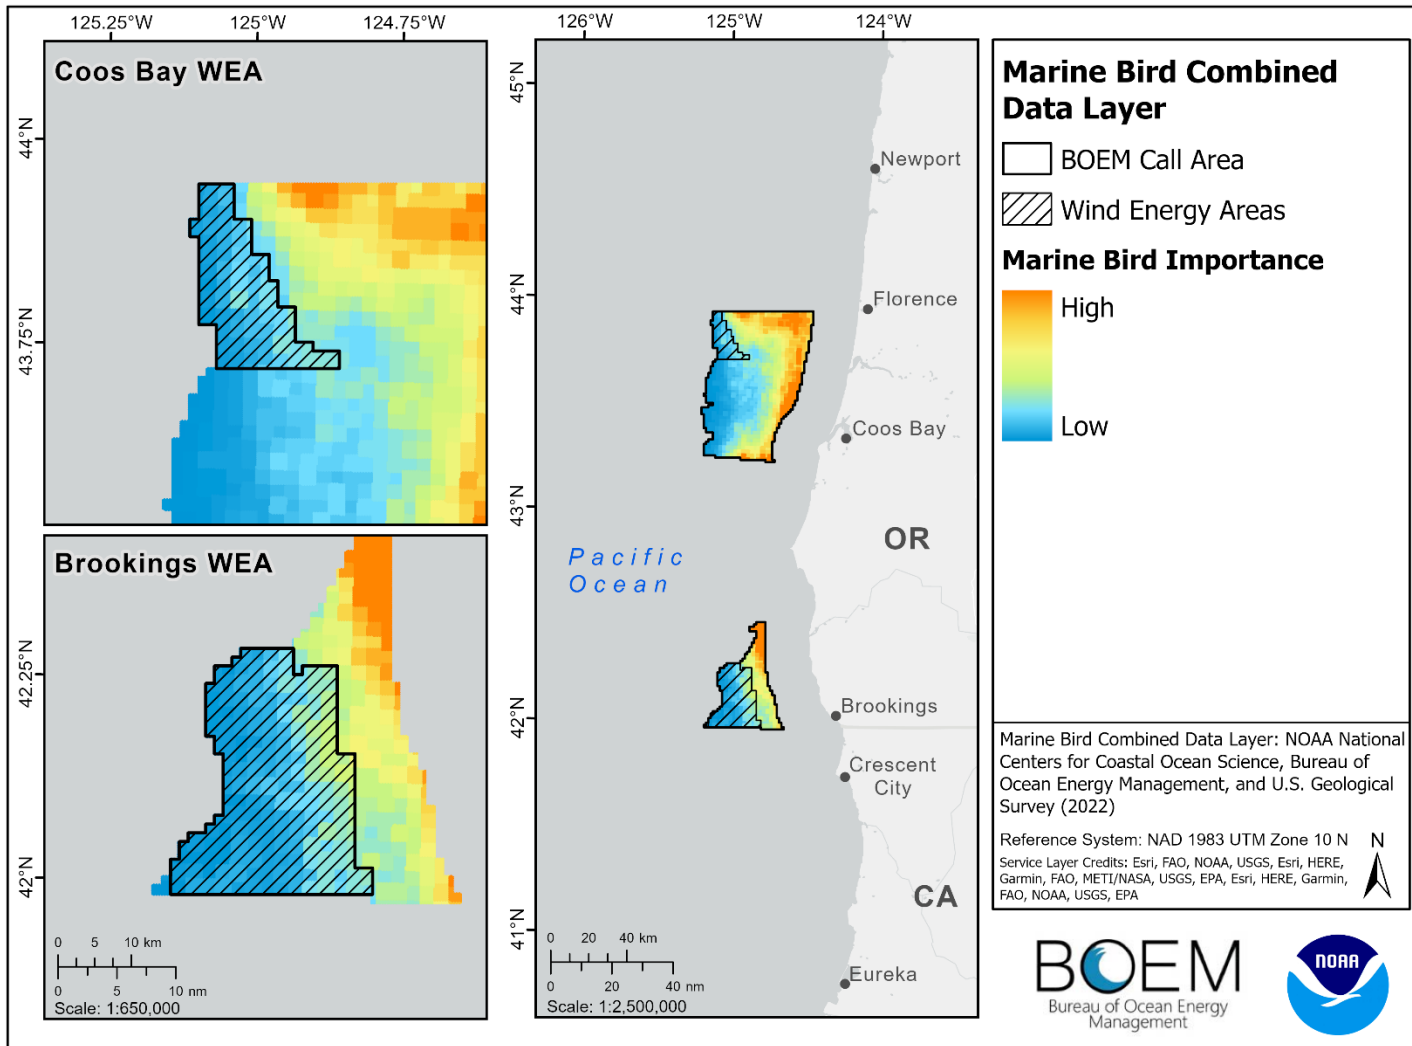 125.25°W 125°W 124.75°W
44°N
43.75°N
Coos Bay WEA
42.25°N
42°N
Brookings WEA
0 5 10 km
0 5 10 nm
Scale: 1:650,000
126°W 125°W 124°W
45°N
44°N
43°N
42°N
41°N
Newport
Florence
Coos Bay
OR
Pacific
Ocean
Brookings
Crescent
City
CA
Eureka
0 20 40 km
0 20 40 nm
Scale: 1:2,500,000
Marine Bird Combined
Data Layer
BOEM Call Area
Wind Energy Areas
Marine Bird Importance
High
Low
Marine Bird Combined Data Layer: NOAA National
Centers for Coastal Ocean Science, Bureau of
Ocean Energy Management, and U.S. Geological
Survey (2022)
Reference System: NAD 1983 UTM Zone 10 N
N
Service Layer Credits: Esri, FAO, NOAA, USGS, Esri, HERE,
Garmin, FAO, METI/NASA, USGS, EPA, Esri, HERE, Garmin,
FAO, NOAA, USGS, EPA
BOEM
Bureau of Ocean Energy
Management
NOAA